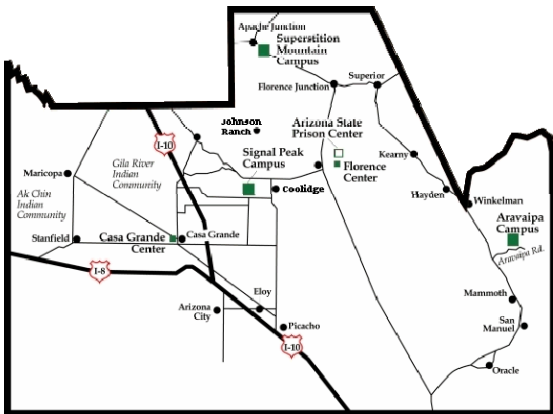 Apache Junction
Superstition
Mountain
Campus
Florence Junction
Superior
Johnson
Ranch
Arizona State
Prison Center
I-10
Signal Peak
Campus
Florence
Center
Kearny
Gila River
Indian
Community
Maricopa
Ak Chin
Indian
Community
Coolidge
Hayden
Winkelman
Aravaipa
Campus
Aravaipa Rd.
Stanfield
Casa Grande
Center
Casa Grande
I-8
Eloy
Arizona
City
Picacho
I-10
Mammoth
San
Manuel
Oracle